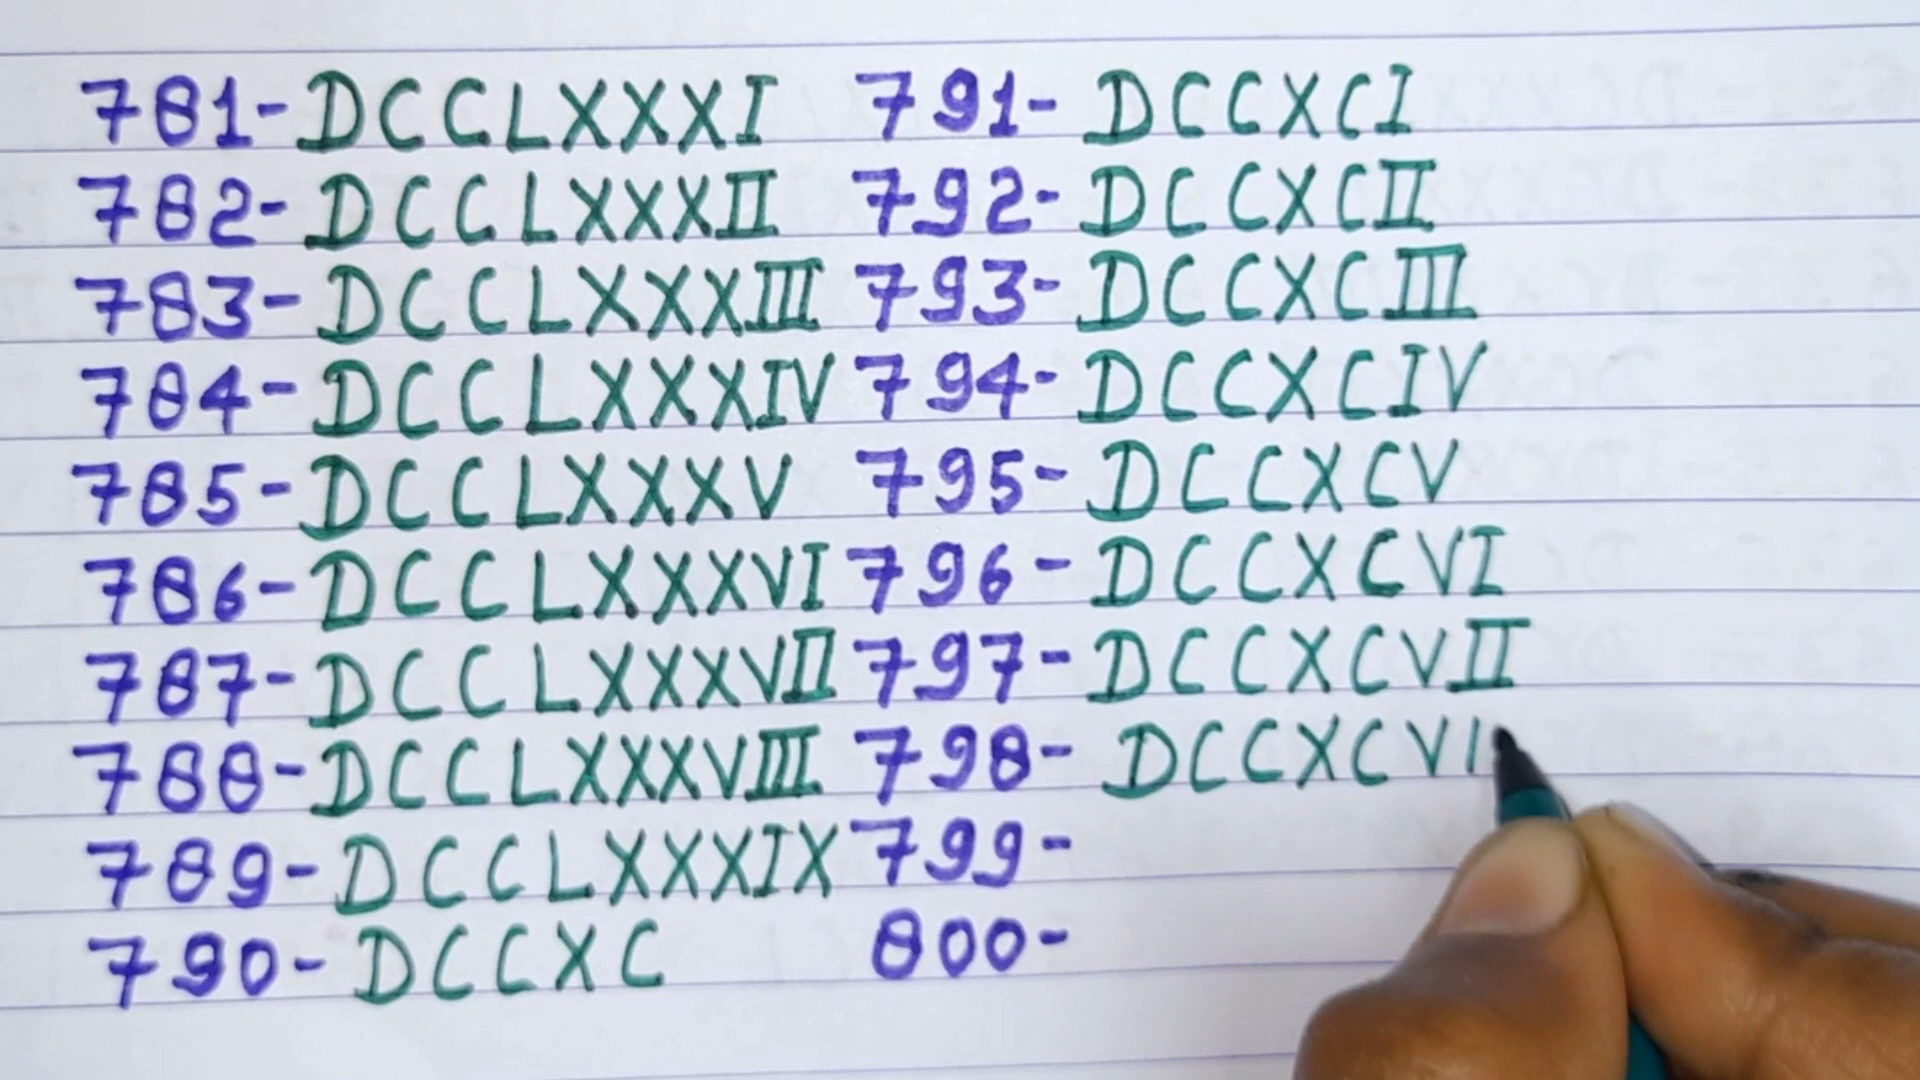 781- DCCLXXXI
782- DCCLXXXII
783- DCCLXXXIII
784- DCCLXXXIV
785- DCCLXXXV
786- DCCLXXXVI
787- DCCLXXXVII
788- DCCLXXXVIII
789- DCCLXXXIX
790- DCCXC
791- DCCXCI
792- DCCXCII
793- DCCXCIII
794- DCCXCIV
795- DCCXCV
796- DCCXCVI
797- DCCXCVII
798- DCCXCVI
799-
800-